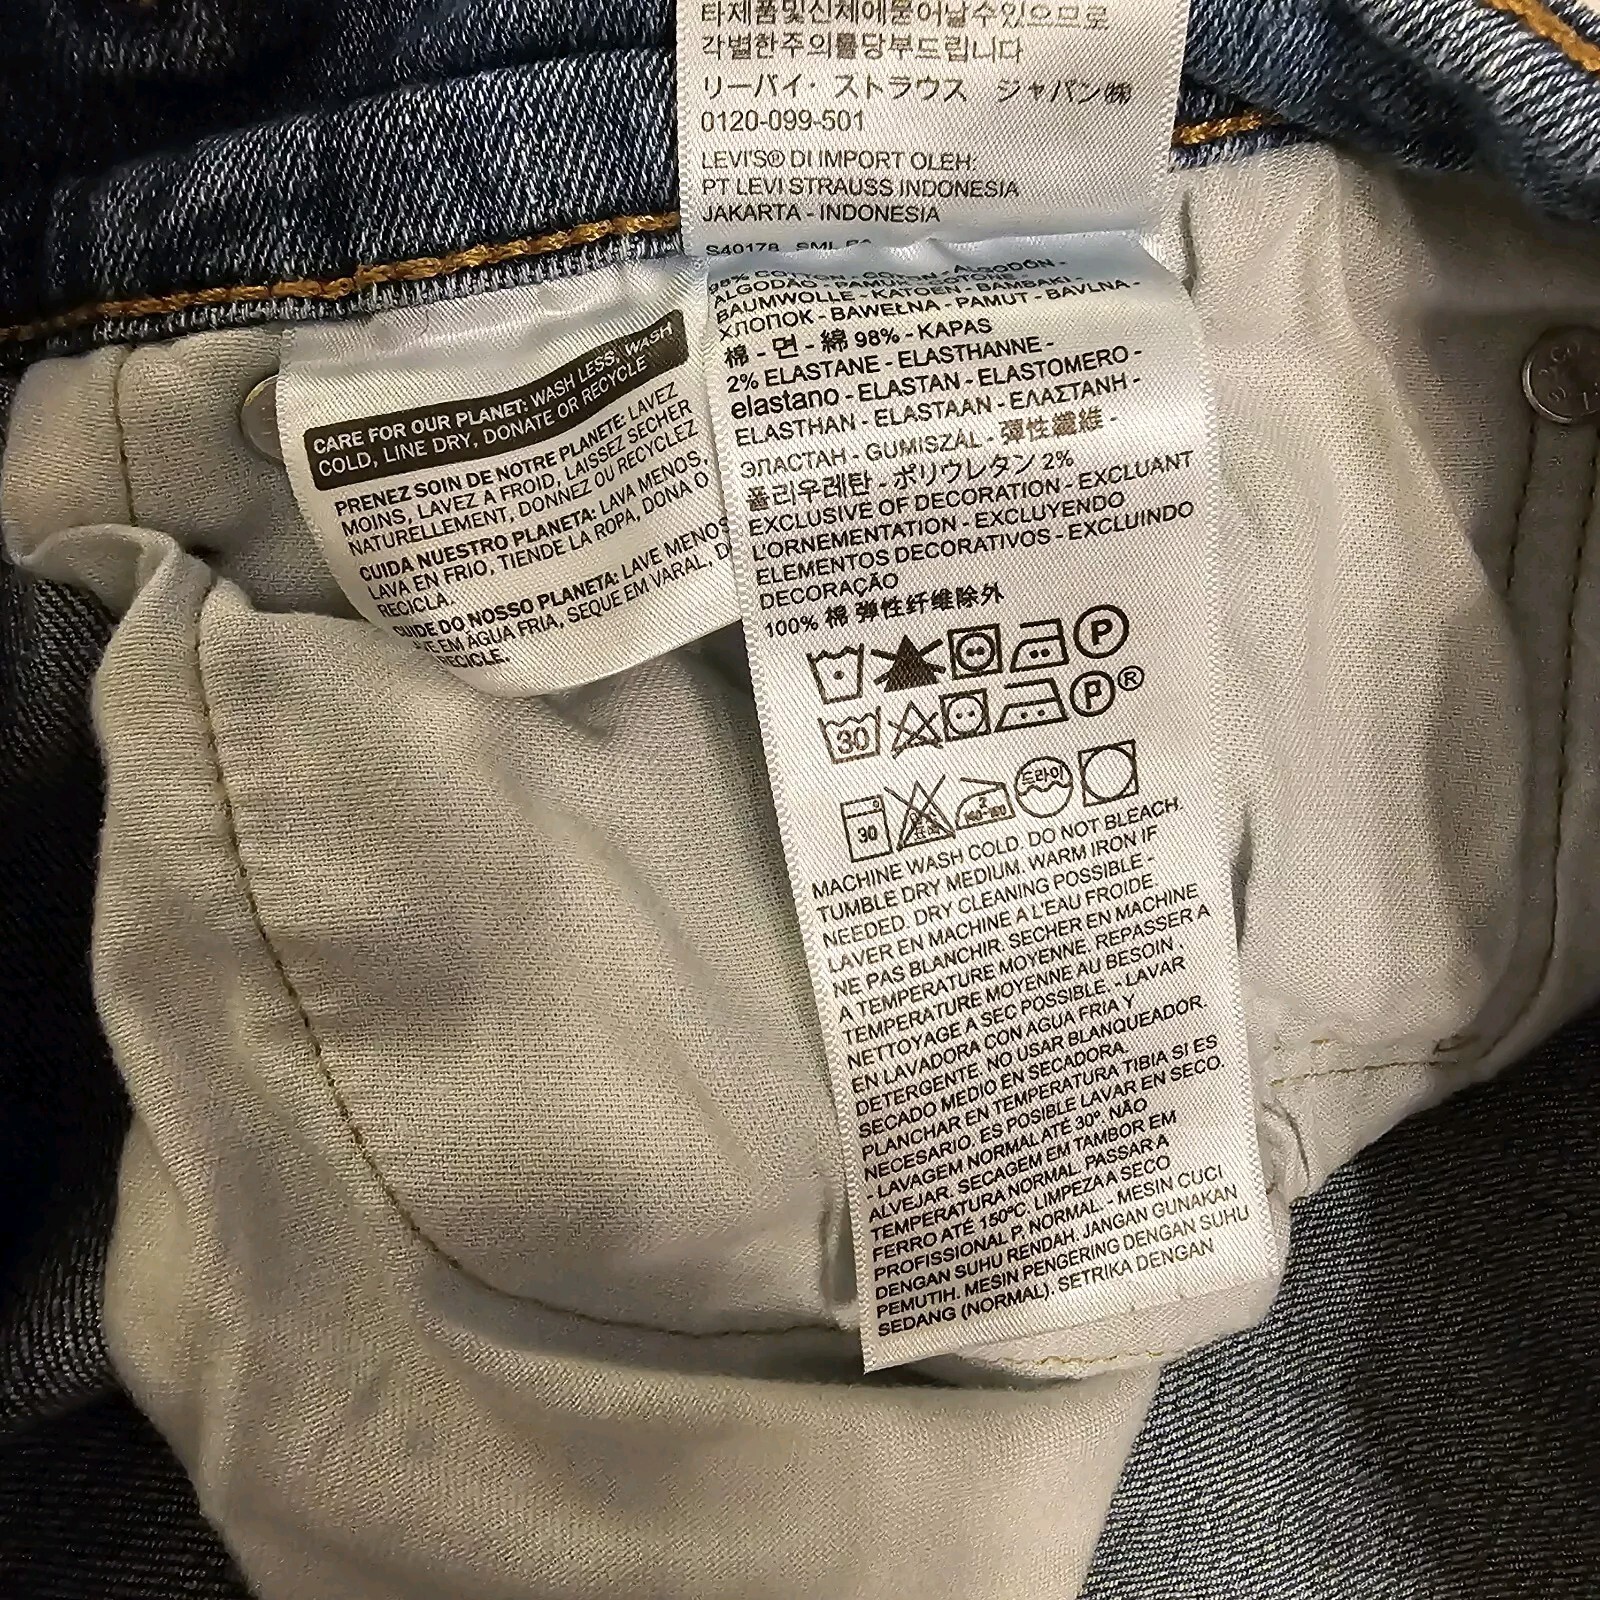 타제품및신체에묻어날수있으므로
각별한주의를당부드립니다
リーバイ・ ストラウス ジャパン㈱
0120-099-501
LEVI'S® DI IMPORT OLEH:
PT LEVI STRAUSS INDONESIA
JAKARTA - INDONESIA
S40178
CARE FOR OUR PLANET: WASH LESS, WASH
COLD, LINE DRY, DONATE OR RECYCLE
PRENEZ SOIN DE NOTRE PLANETE: LAVEZ
MOINS, LAVEZ A FROID, LAISSEZ SECHER
NATURELLEMENT, DONNEZ OU RECYCLEZ
CUIDA NUESTRO PLANETA: LAVA MENOS,
LAVA EN FRIO, TIENDE LA ROPA, DONA O
RECICLA.
CUIDE DO NOSSO PLANETA: LAVE MENOS
EM ÁGUA FRIA, SEQUE EM VARAL,
RECICLE.
98% COTTON - COTON - ALGODÓN -
ALGODÃO - PAMUK - COTONE -
BAUMWOLLE - KATOEN - BAMBAKI -
ХЛОПОК - BAWEŁNA - PAMUT - BAVLNA -
棉 - 면 - 綿 98% - KAPAS
2% ELASTANE - ELASTHANNE -
elastano - ELASTAN - ELASTOMERO -
ELASTHAN - ELASTAAN - ΕΛΑΣΤΑΝΗ -
ЭЛАСТАН - GUMISZÁL - 弾性繊維 -
폴리우레탄 - ポリウレタン 2%
EXCLUSIVE OF DECORATION - EXCLUANT
L'ORNEMENTATION - EXCLUYENDO
ELEMENTOS DECORATIVOS - EXCLUINDO
DECORAÇÃO
100% 棉 弹性纤维除外
P
30 P ®
30 드라이
MACHINE WASH COLD. DO NOT BLEACH.
TUMBLE DRY MEDIUM. WARM IRON IF
NEEDED. DRY CLEANING POSSIBLE -
LAVER EN MACHINE A L'EAU FROIDE
NE PAS BLANCHIR. SECHER EN MACHINE
A TEMPERATURE MOYENNE. REPASSER A
TEMPERATURE MOYENNE AU BESOIN.
NETTOYAGE A SEC POSSIBLE. - LAVAR
EN LAVADORA CON AGUA FRIA Y
DETERGENTE. NO USAR BLANQUEADOR.
SECADO MEDIO EN SECADORA.
PLANCHAR EN TEMPERATURA TIBIA SI ES
NECESARIO. ES POSIBLE LAVAR EN SECO.
- LAVAGEM NORMAL ATÉ 30º. NÃO
ALVEJAR. SECAGEM EM TAMBOR EM
TEMPERATURA NORMAL. PASSAR A
FERRO ATÉ 150ºC. LIMPEZA A SECO
PROFISSIONAL P, NORMAL. - MESIN CUCI
DENGAN SUHU RENDAH. JANGAN GUNAKAN
PEMUTIH. MESIN PENGERING DENGAN SUHU
SEDANG (NORMAL). SETRIKA DENGAN